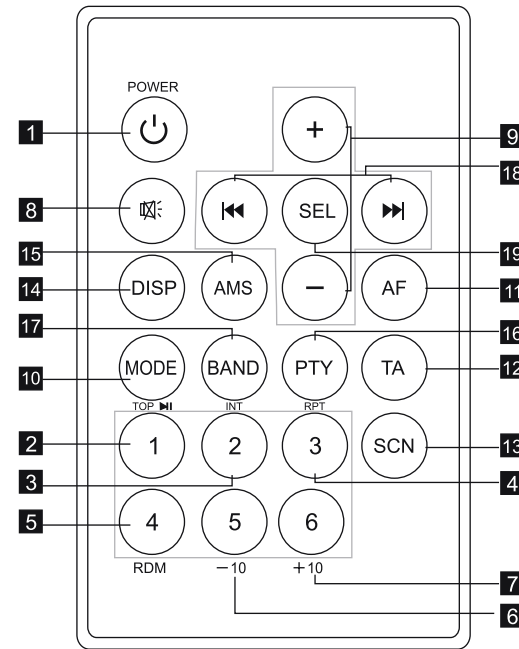 POWER
1 + 9
18
8 SEL
15 19
14 DISP AMS − AF 11
17 16
10 MODE BAND PTY TA 12
TOP INT RPT
2 1 2 3 SCN 13
3 4
5 4 5 6
RDM −10 +10 7
6